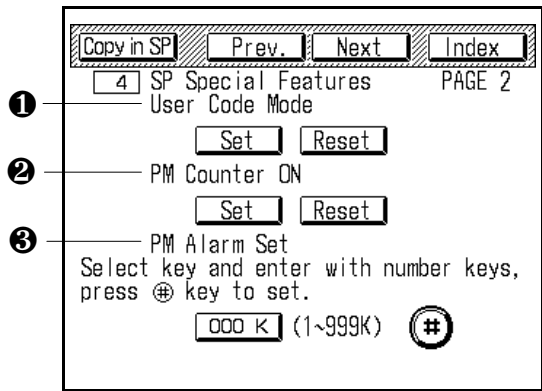 Copy in SP Prev. Next Index
4 SP Special Features PAGE 2
❶ User Code Mode
Set Reset
❷ PM Counter ON
Set Reset
❸ PM Alarm Set
Select key and enter with number keys,
press ⊕ key to set.
000 K (1~999K) #